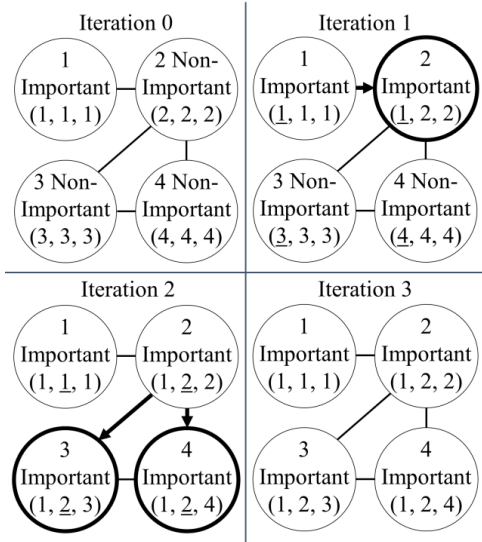 Iteration 0
1
Important
(1, 1, 1)
2 Non-
Important
(2, 2, 2)
3 Non-
Important
(3, 3, 3)
4 Non-
Important
(4, 4, 4)
Iteration 1
1
Important
(1, 1, 1)
2
Important
(1, 2, 2)
3 Non-
Important
(3, 3, 3)
4 Non-
Important
(4, 4, 4)
Iteration 2
1
Important
(1, 1, 1)
2
Important
(1, 2, 2)
3
Important
(1, 2, 3)
4
Important
(1, 2, 4)
Iteration 3
1
Important
(1, 1, 1)
2
Important
(1, 2, 2)
3
Important
(1, 2, 3)
4
Important
(1, 2, 4)